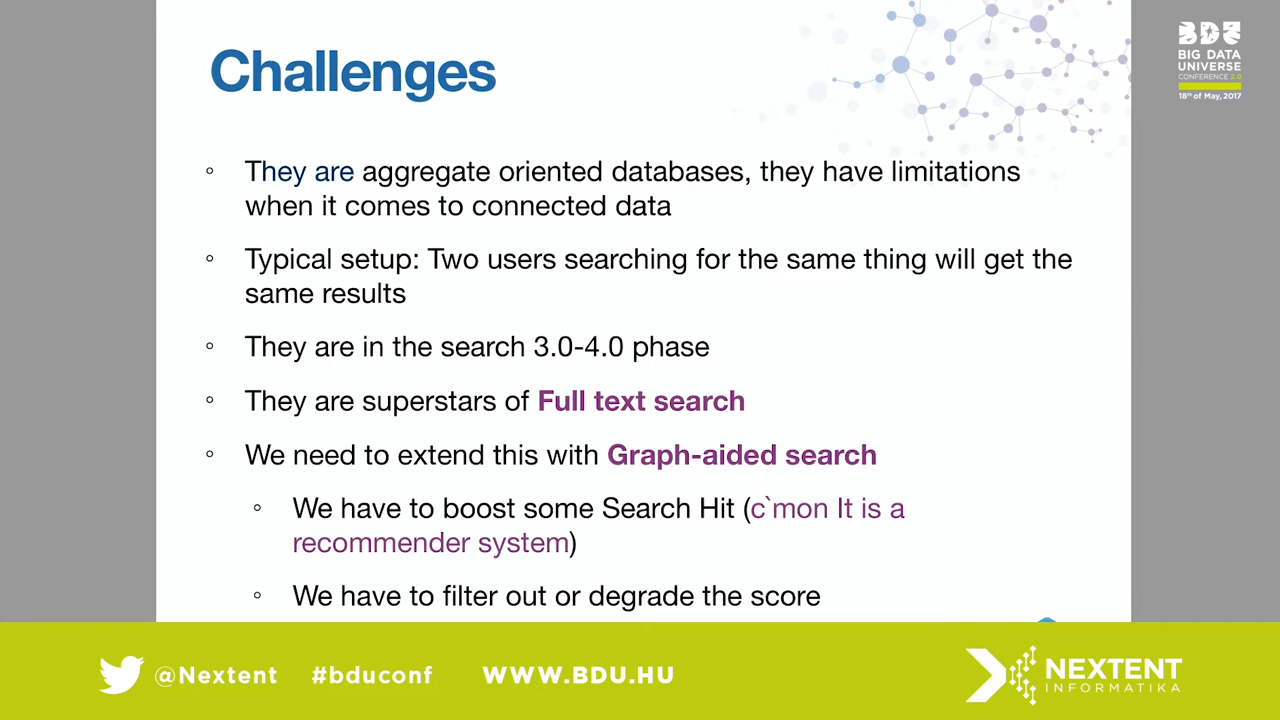 Challenges
BDU
BIG DATA
UNIVERSE
CONFERENCE 2.0
18th of May, 2017
◦ They are aggregate oriented databases, they have limitations
when it comes to connected data
◦ Typical setup: Two users searching for the same thing will get the
same results
◦ They are in the search 3.0-4.0 phase
◦ They are superstars of Full text search
◦ We need to extend this with Graph-aided search
◦ We have to boost some Search Hit (c`mon It is a
recommender system)
◦ We have to filter out or degrade the score
@Nextent #bduconf WWW.BDU.HU
NEXTENT
INFORMATIKA